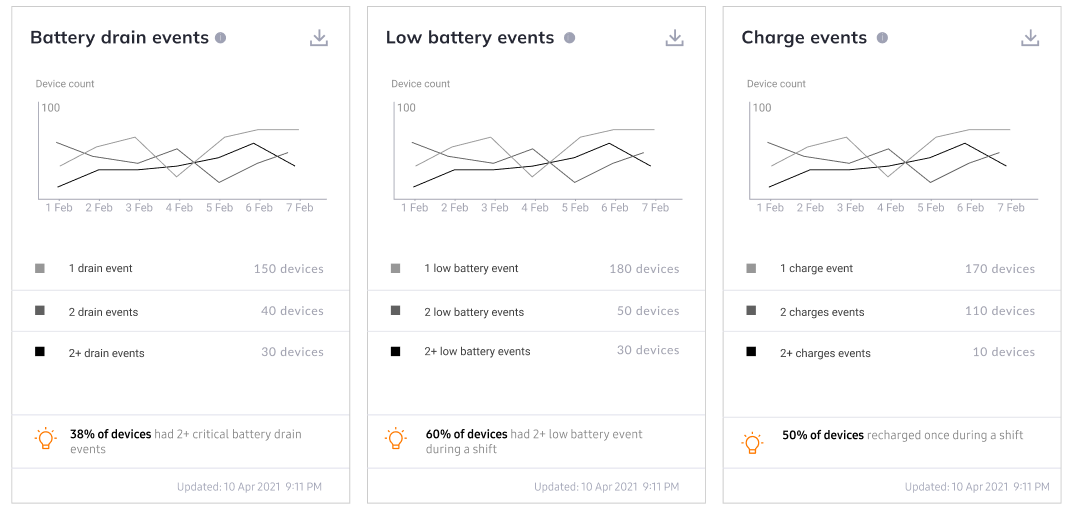 Battery drain events
Device count
100
1 Feb 2 Feb 3 Feb 4 Feb 5 Feb 6 Feb 7 Feb
1 drain event 150 devices
2 drain events 40 devices
2+ drain events 30 devices
38% of devices had 2+ critical battery drain
events
Updated: 10 Apr 2021 9:11 PM
Low battery events
Device count
100
1 Feb 2 Feb 3 Feb 4 Feb 5 Feb 6 Feb 7 Feb
1 low battery event 180 devices
2 low battery events 50 devices
2+ low battery events 30 devices
60% of devices had 2+ low battery event
during a shift
Updated: 10 Apr 2021 9:11 PM
Charge events
Device count
100
1 Feb 2 Feb 3 Feb 4 Feb 5 Feb 6 Feb 7 Feb
1 charge event 170 devices
2 charges events 110 devices
2+ charges events 10 devices
50% of devices recharged once during a shift
Updated: 10 Apr 2021 9:11 PM